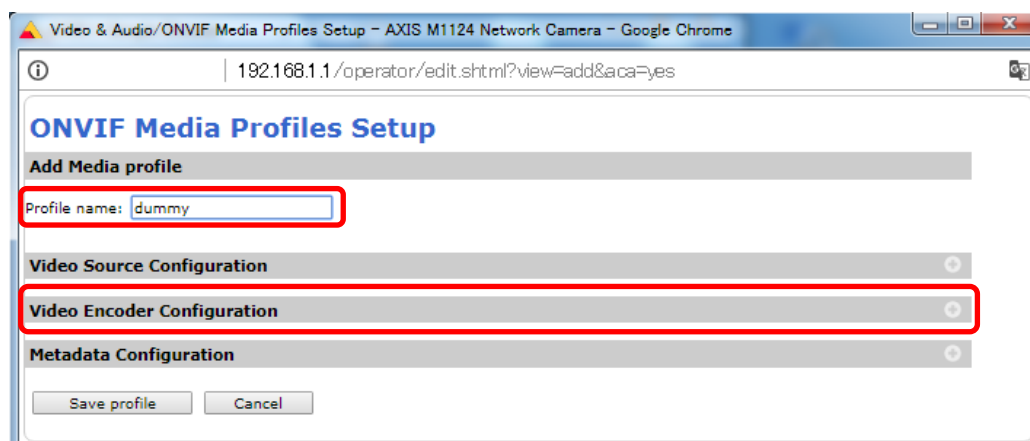 Video & Audio/ONVIF Media Profiles Setup - AXIS M1124 Network Camera - Google Chrome
192.168.1.1/operator/edit.shtml?view=add&aca=yes
ONVIF Media Profiles Setup
Add Media profile
Profile name: dummy
Video Source Configuration
Video Encoder Configuration
Metadata Configuration
Save profile Cancel